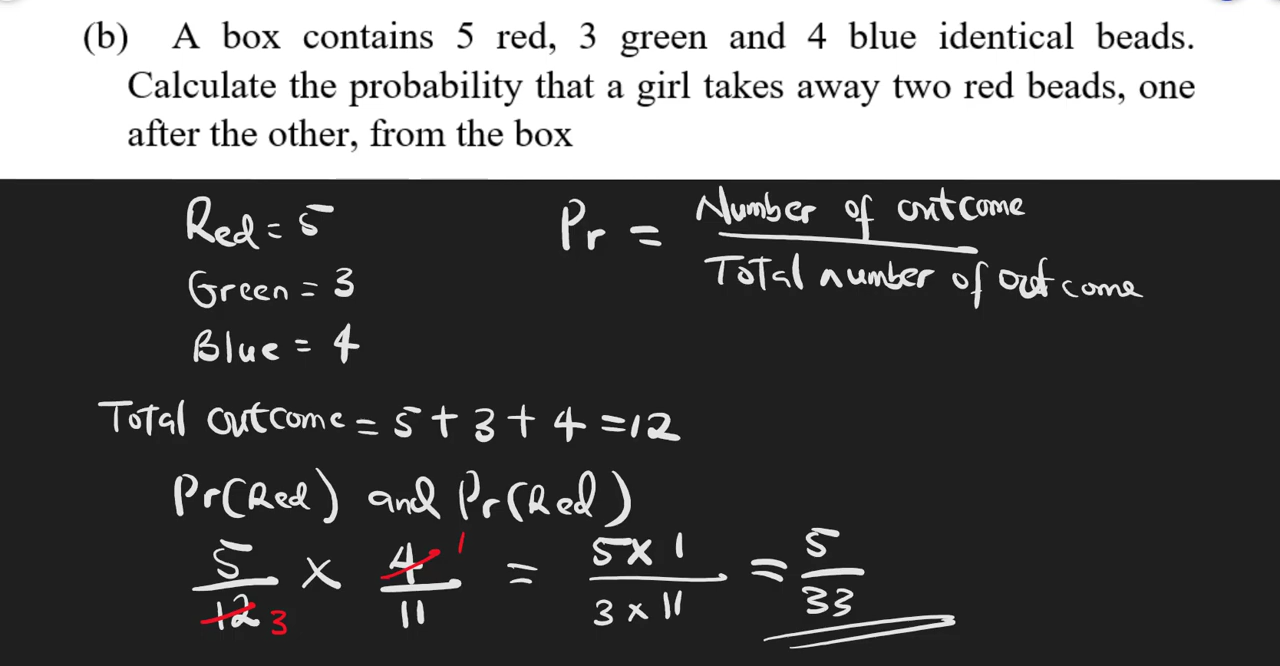 (b) A box contains 5 red, 3 green and 4 blue identical beads.
Calculate the probability that a girl takes away two red beads, one
after the other, from the box
Red = 5
Green = 3
Blue = 4
Pr = Number of outcome / Total number of outcome
Total outcome = 5 + 3 + 4 = 12
Pr(Red) and Pr(Red)
5/12 3 × 4/11 1 = 5 × 1 / 3 × 11 = 5/33